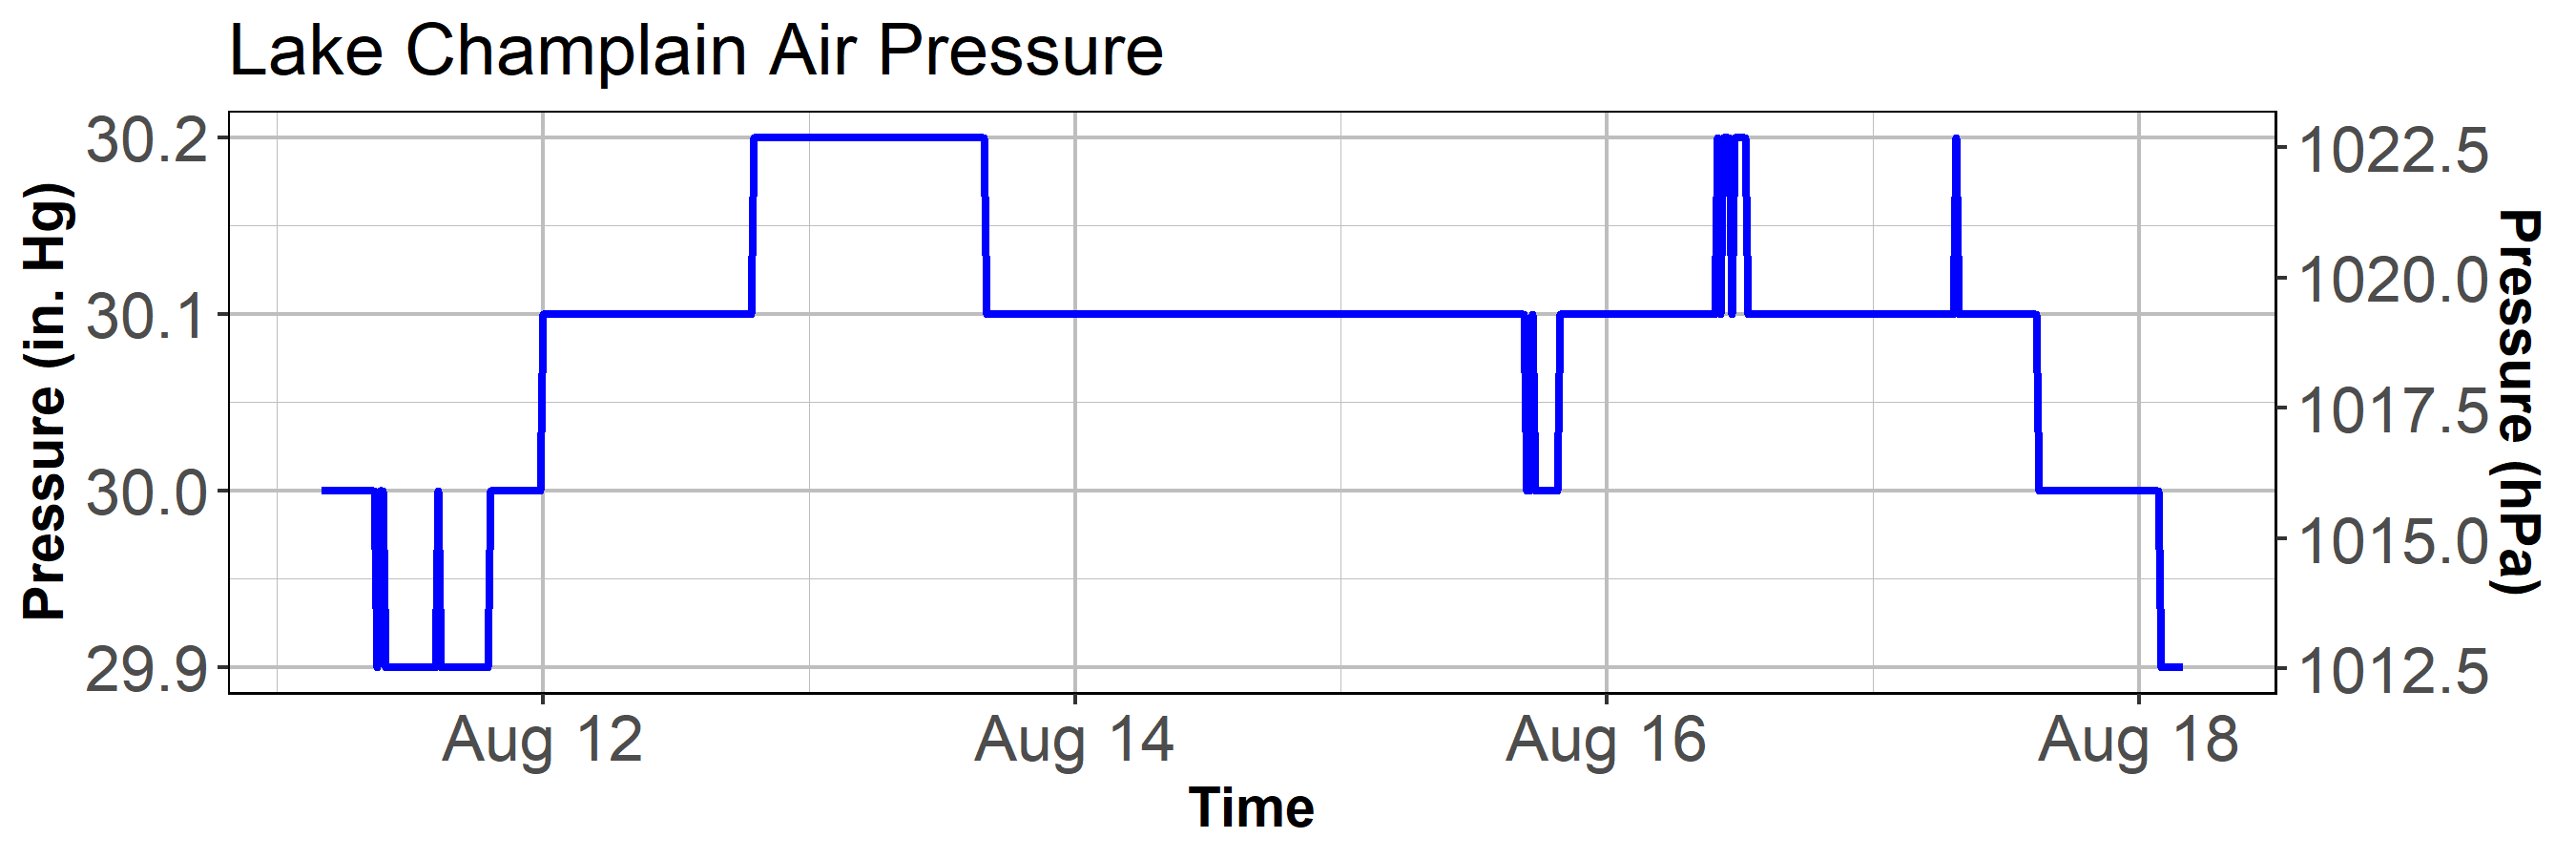 Lake Champlain Air Pressure
Pressure (in. Hg)
30.2
30.1
30.0
29.9
1022.5
1020.0
1017.5
1015.0
1012.5
Pressure (hPa)
Aug 12
Aug 14
Aug 16
Aug 18
Time